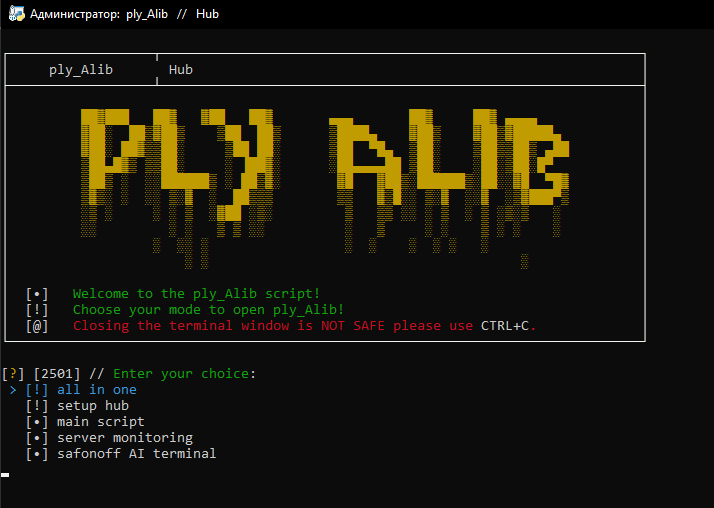 Администратор: ply_Alib // Hub
ply_Alib Hub
PLY ALIB
[•] Welcome to the ply_Alib script!
[!] Choose your mode to open ply_Alib!
[@] Closing the terminal window is NOT SAFE please use CTRL+C.
[?] [2501] // Enter your choice:
> [!] all in one
[!] setup hub
[•] main script
[•] server monitoring
[•] safonoff AI terminal